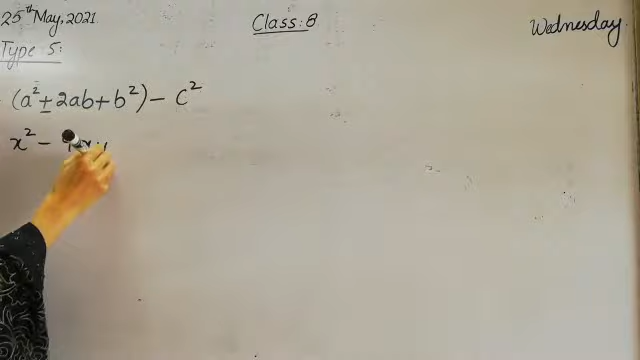 25th May, 2021
Class: 8
Wednesday
Type 5:
(a² ± 2ab + b²) - c²
x² -